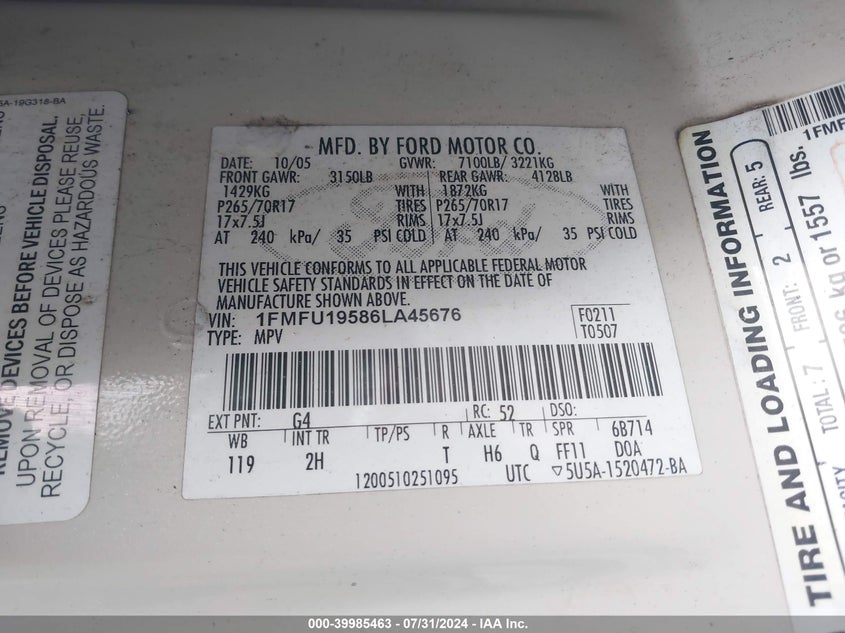 5A-19G318-BA
REMOVE DEVICES BEFORE VEHICLE DISPOSAL.
UPON REMOVAL OF DEVICES PLEASE REUSE,
RECYCLE, OR DISPOSE AS HAZARDOUS WASTE.
MFD. BY FORD MOTOR CO.
DATE: 10/05 GVWR: 7100LB/ 3221KG
FRONT GAWR: 3150LB REAR GAWR: 4128LB
1429KG WITH 1872KG WITH
P265/70R17 TIRES P265/70R17 TIRES
17x7.5J RIMS 17x7.5J RIMS
AT 240 kPa/ 35 PSI COLD AT 240 kPa/ 35 PSI COLD
THIS VEHICLE CONFORMS TO ALL APPLICABLE FEDERAL MOTOR
VEHICLE SAFETY STANDARDS IN EFFECT ON THE DATE OF
MANUFACTURE SHOWN ABOVE.
VIN: 1FMFU19586LA45676
TYPE: MPV
F0211
T0507
EXT PNT: G4 RC: 52 DSO:
WB INT TR TP/PS R AXLE TR SPR 6B714
119 2H T H6 Q FF11 DOA
1200510251095 UTC ▽5U5A-1520472-BA
TIRE AND LOADING INFORMATION
TOTAL: 7 FRONT: 2 REAR: 5
kg or 1557 lbs.
1FMF
000-39985463 - 07/31/2024 - IAA Inc.